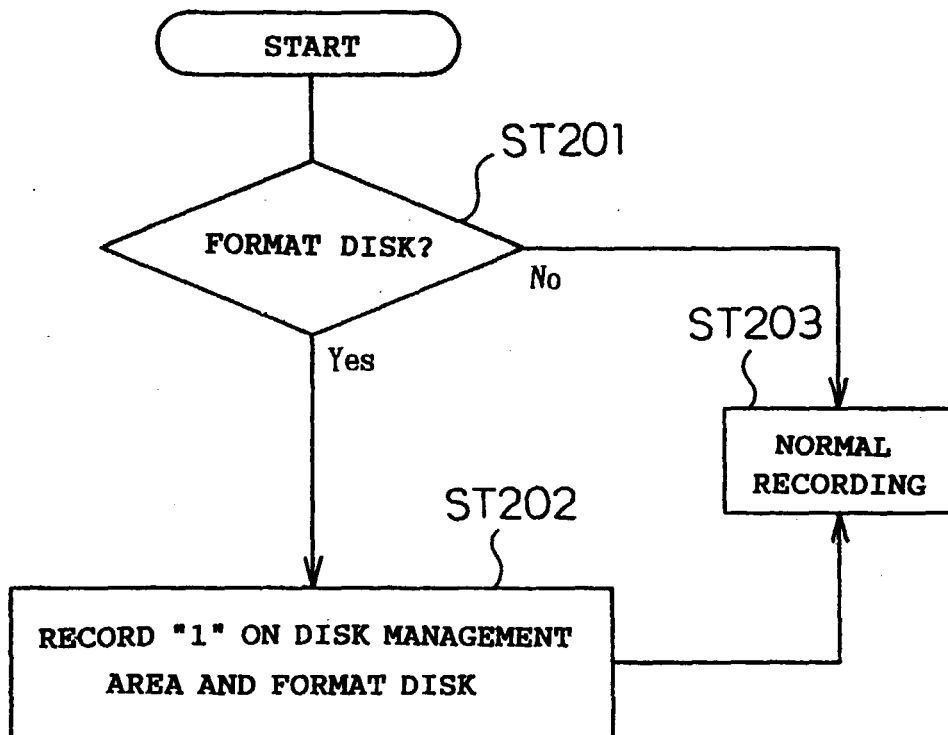 START
ST201
FORMAT DISK?
No
Yes
ST203
NORMAL
RECORDING
ST202
RECORD "1" ON DISK MANAGEMENT
AREA AND FORMAT DISK